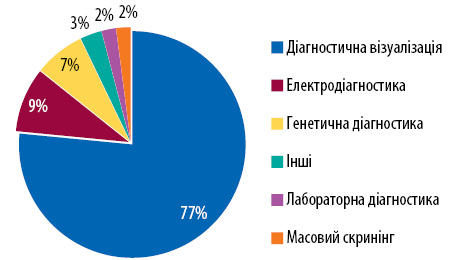 3%
2%
2%
7%
9%
77%
Діагностична візуалізація
Електродіагностика
Генетична діагностика
Інші
Лабораторна діагностика
Масовий скринінг